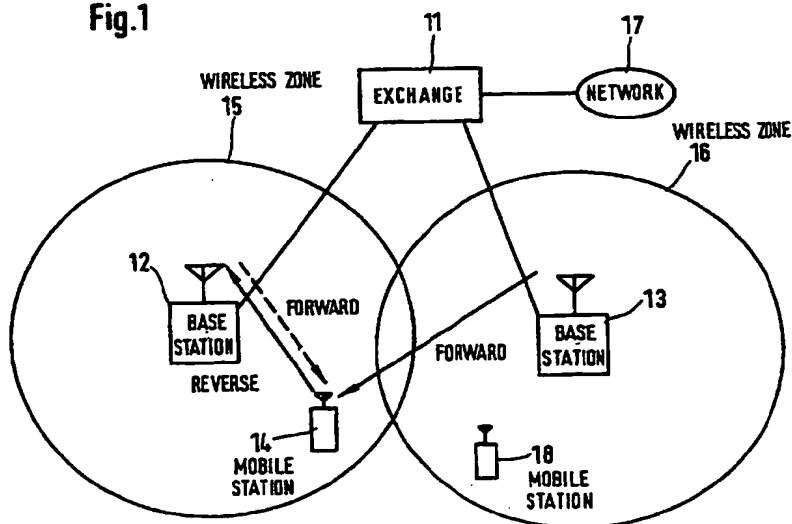 Fig.1
11
17
WIRELESS ZONE
15
EXCHANGE
NETWORK
WIRELESS ZONE
16
12
BASE
STATION
FORWARD
REVERSE
FORWARD
13
BASE
STATION
14
MOBILE
STATION
18
MOBILE
STATION